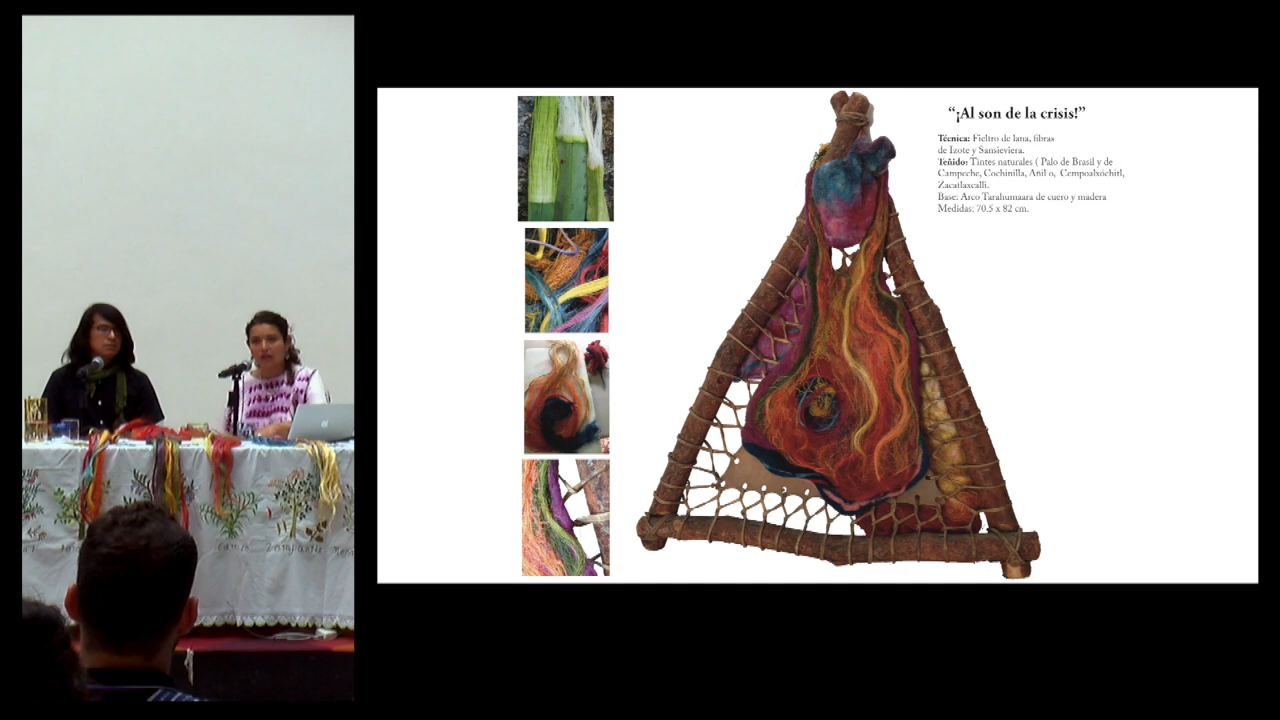 “¡Al son de la crisis!”
Técnica: Fieltro de lana, fibras
de Izote y Sansieviera.
Teñido: Tintes naturales ( Palo de Brasil y de
Campeche, Cochinilla, Añil o, Cempoalxóchitl,
Zacatlaxcalli.
Base: Arco Tarahumaara de cuero y madera
Medidas: 70.5 x 82 cm.